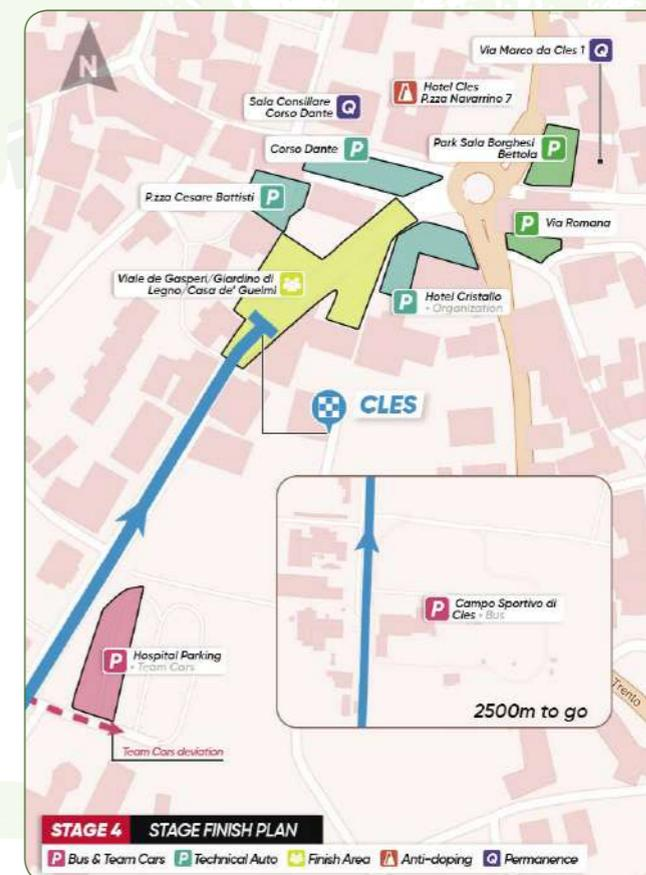 N
Via Marco da Cles 1 Q
Hotel Cles
P.zza Navarrino 7
Sala Consiliare
Corso Dante Q
Corso Dante P
Park Sala Borghesi
Bettola P
P.zza Cesare Battisti P
P Via Romana
Viale de Gasperi/Giardino di
Legno/Casa de' Guelmi
P Hotel Cristallo
• Organization
CLES
P Campo Sportivo di
Cles • Bus
P Hospital Parking
• Team Cars
Trento
2500m to go
Team Cars deviation
STAGE 4 STAGE FINISH PLAN
P Bus & Team Cars P Technical Auto Finish Area Anti-doping Q Permanence